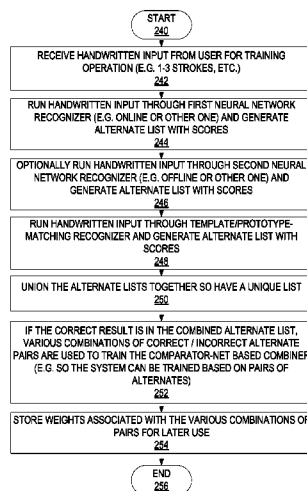 START
240
RECEIVE HANDWRITTEN INPUT FROM USER FOR TRAINING
OPERATION (E.G. 1-3 STROKES, ETC.)
242
RUN HANDWRITTEN INPUT THROUGH FIRST NEURAL NETWORK
RECOGNIZER (E.G. ONLINE OR OTHER ONE) AND GENERATE
ALTERNATE LIST WITH SCORES
244
OPTIONALLY RUN HANDWRITTEN INPUT THROUGH SECOND NEURAL
NETWORK RECOGNIZER (E.G. OFFLINE OR OTHER ONE) AND
GENERATE ALTERNATE LIST WITH SCORES
246
RUN HANDWRITTEN INPUT THROUGH TEMPLATE/PROTOTYPE-
MATCHING RECOGNIZER AND GENERATE ALTERNATE LIST WITH
SCORES
248
UNION THE ALTERNATE LISTS TOGETHER SO HAVE A UNIQUE LIST
250
IF THE CORRECT RESULT IS IN THE COMBINED ALTERNATE LIST,
VARIOUS COMBINATIONS OF CORRECT / INCORRECT ALTERNATE
PAIRS ARE USED TO TRAIN THE COMPARATOR-NET BASED COMBINER
(E.G. SO THE SYSTEM CAN BE TRAINED BASED ON PAIRS OF
ALTERNATES)
252
STORE WEIGHTS ASSOCIATED WITH THE VARIOUS COMBINATIONS OF
PAIRS FOR LATER USE
254
END
256